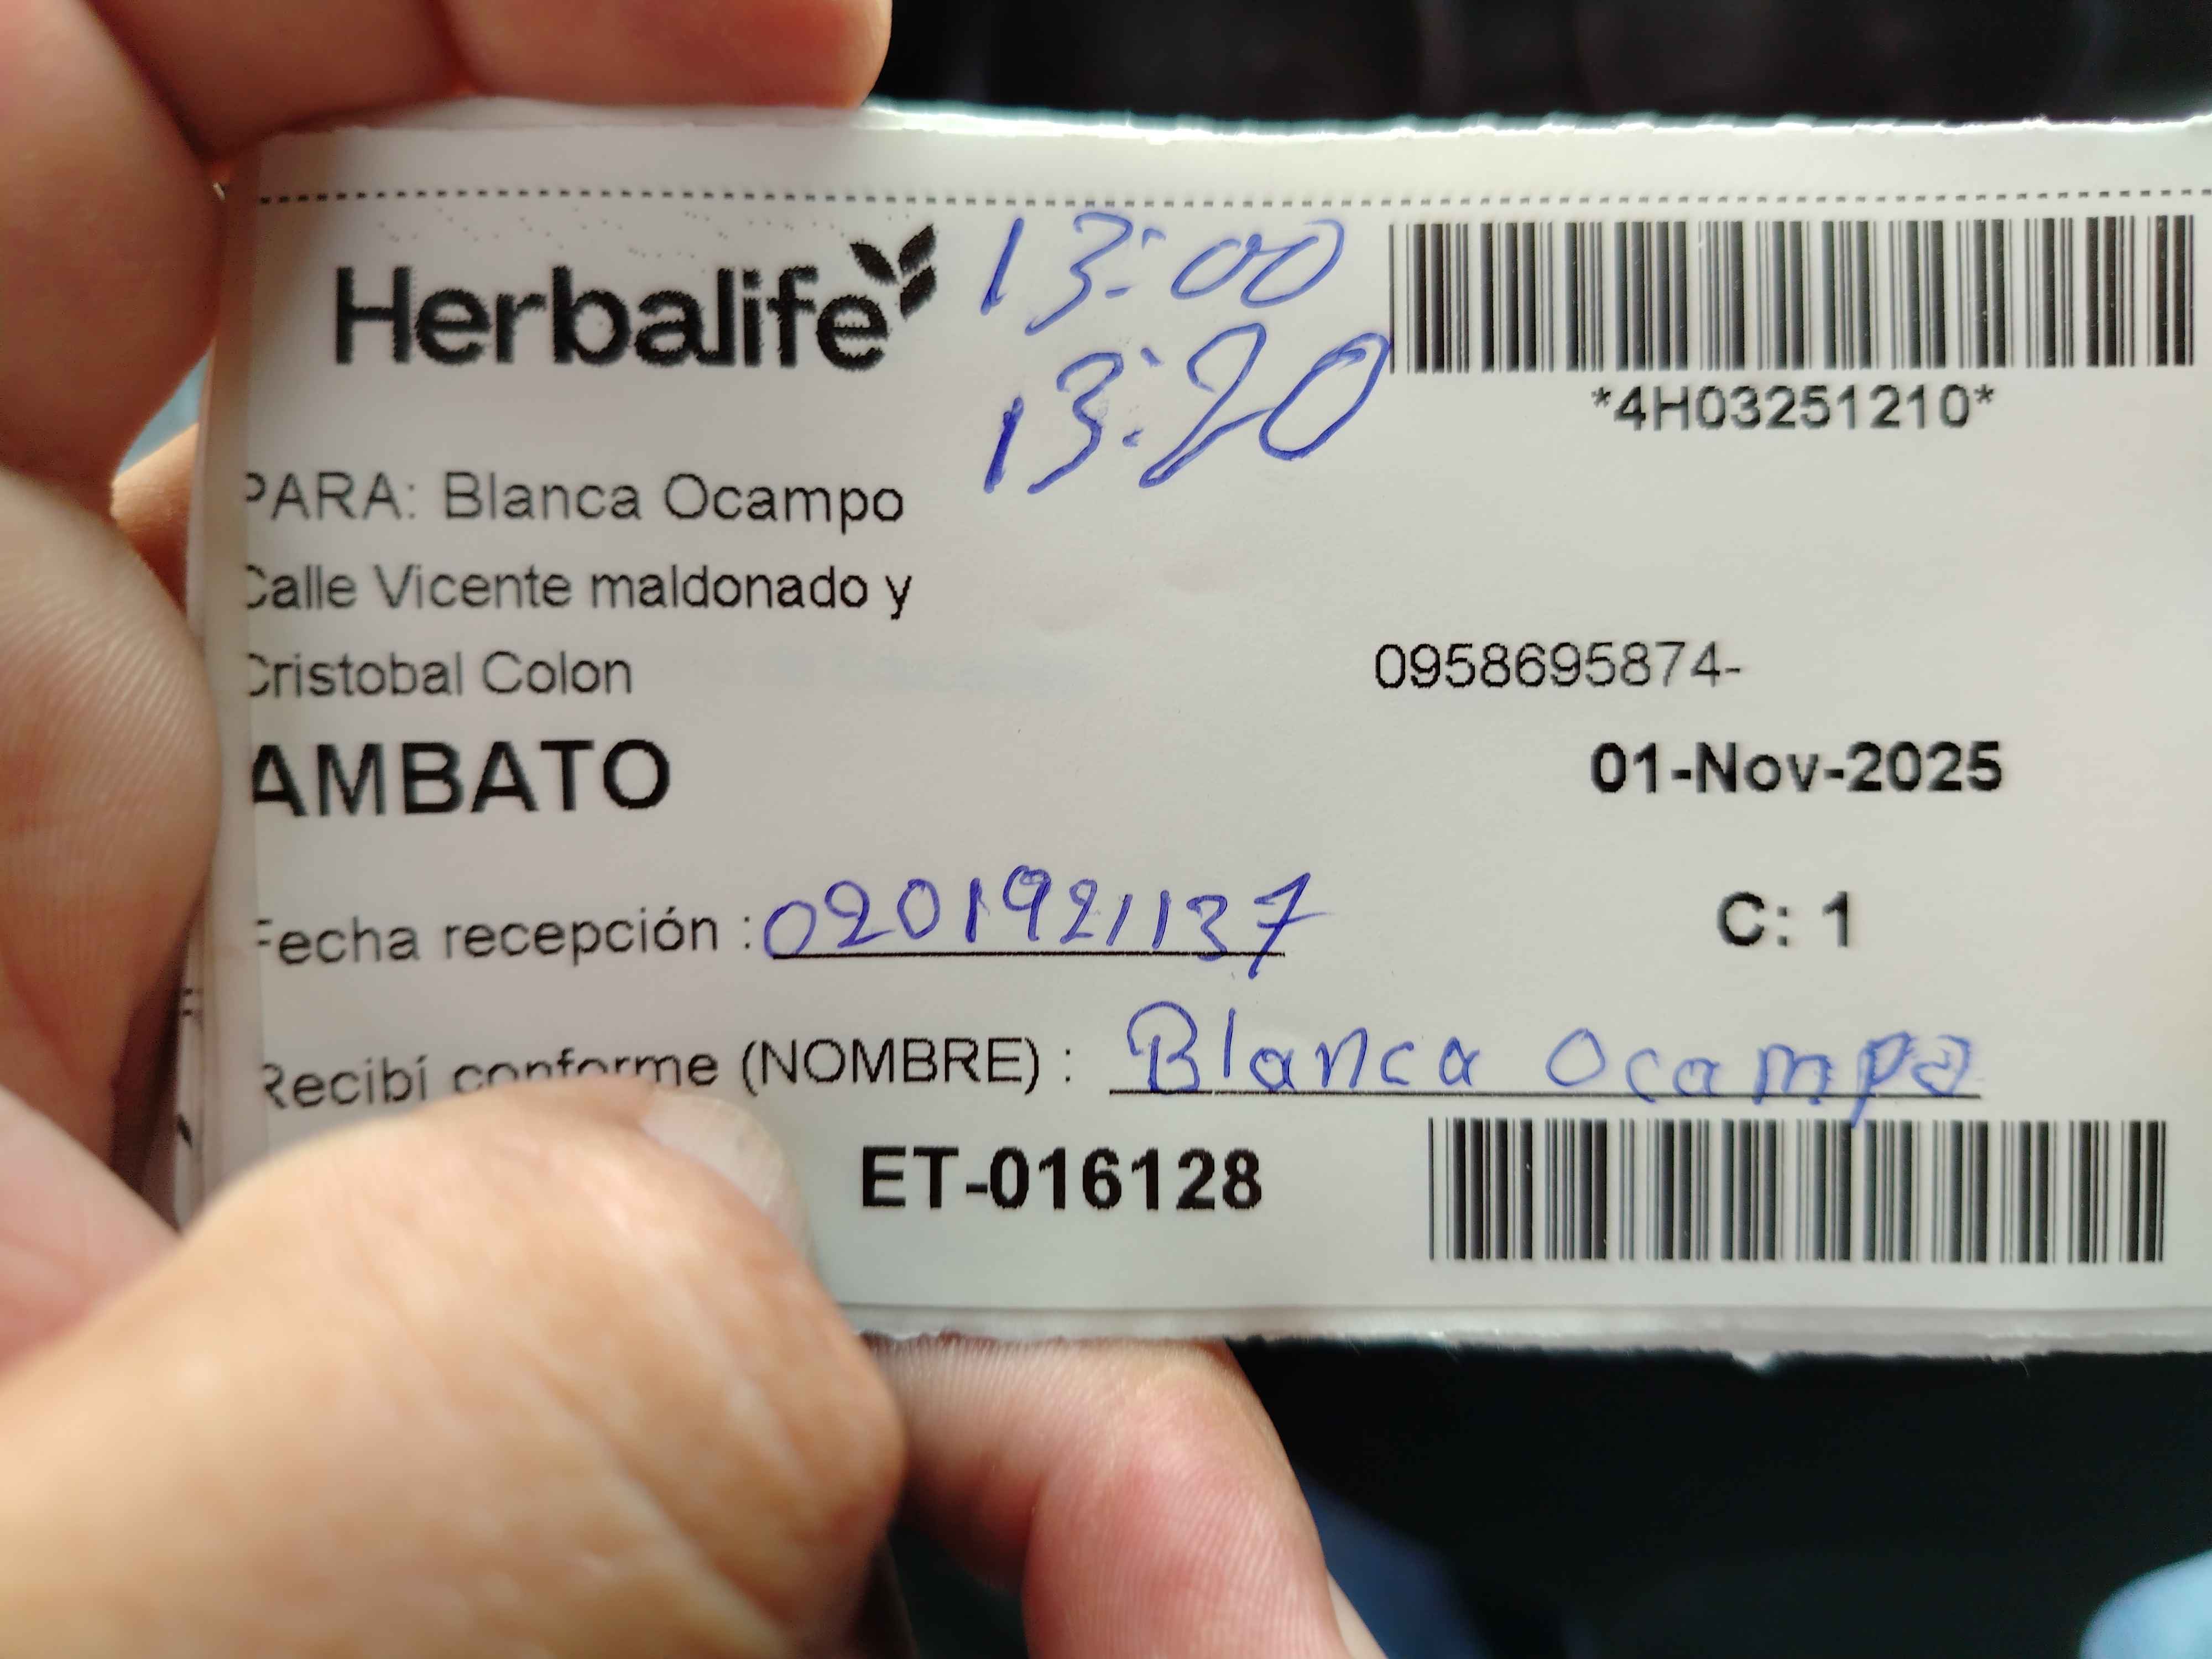 Herbalife
13:00
13:20
*4H03251210*
PARA: Blanca Ocampo
Calle Vicente maldonado y
Cristobal Colon
0958695874-
AMBATO
01-Nov-2025
Fecha recepción : 0201921137
C: 1
Recibí conforme (NOMBRE) : Blanca Ocampo
ET-016128